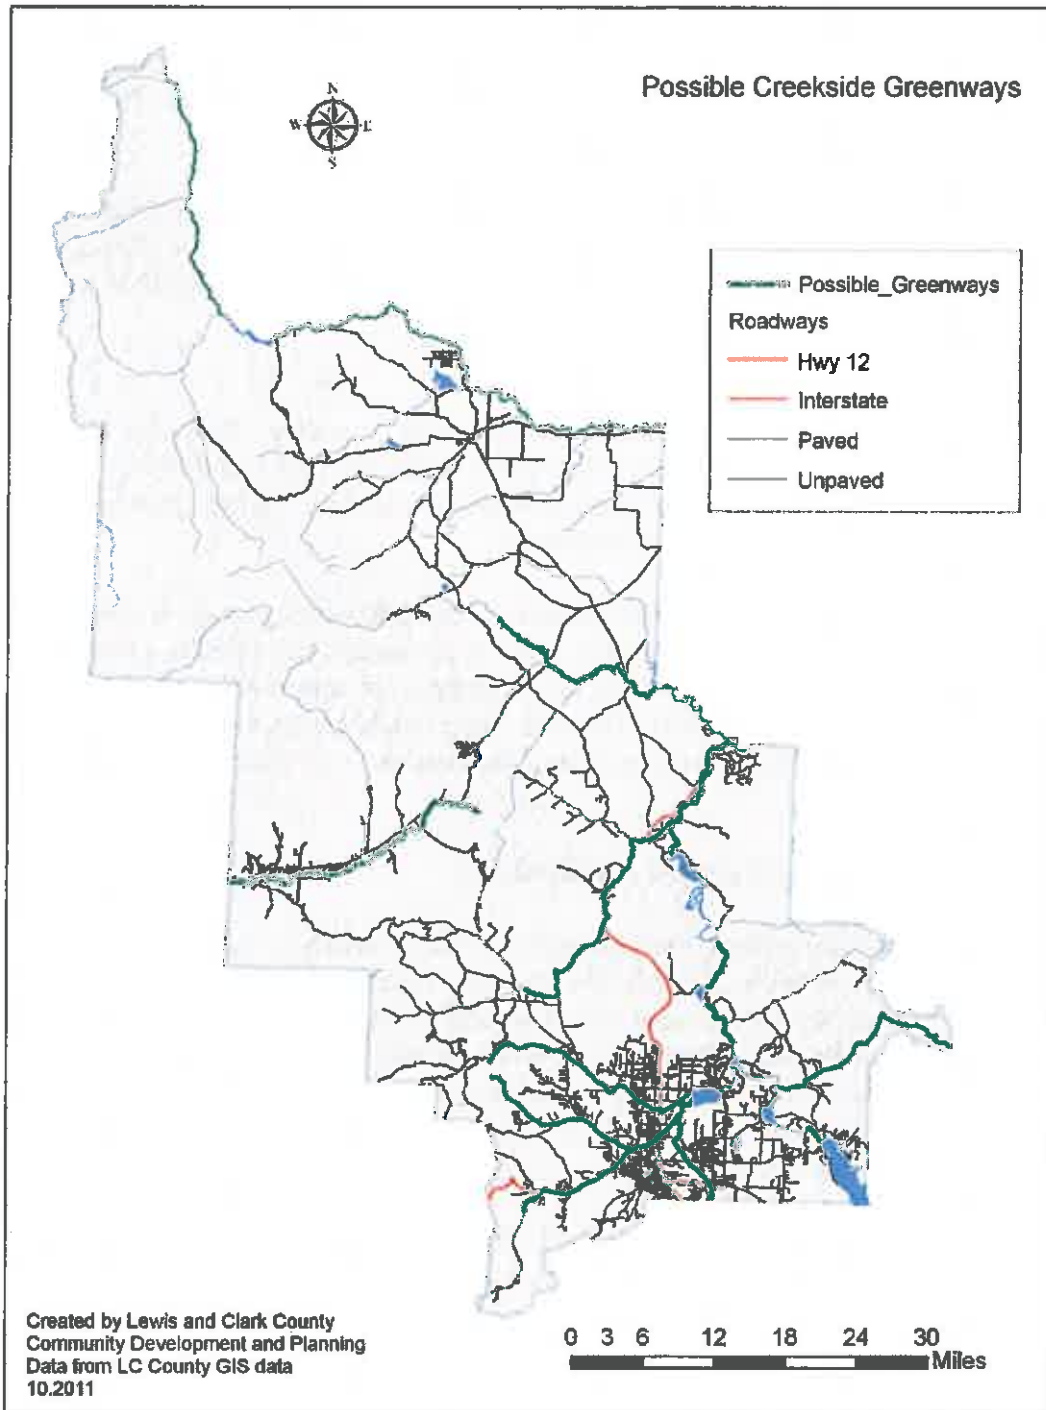 Possible Creekside Greenways
N
W E
S
Possible_Greenways
Roadways
Hwy 12
Interstate
Paved
Unpaved
Created by Lewis and Clark County
Community Development and Planning
Data from LC County GIS data
10.2011
0 3 6 12 18 24 30
Miles